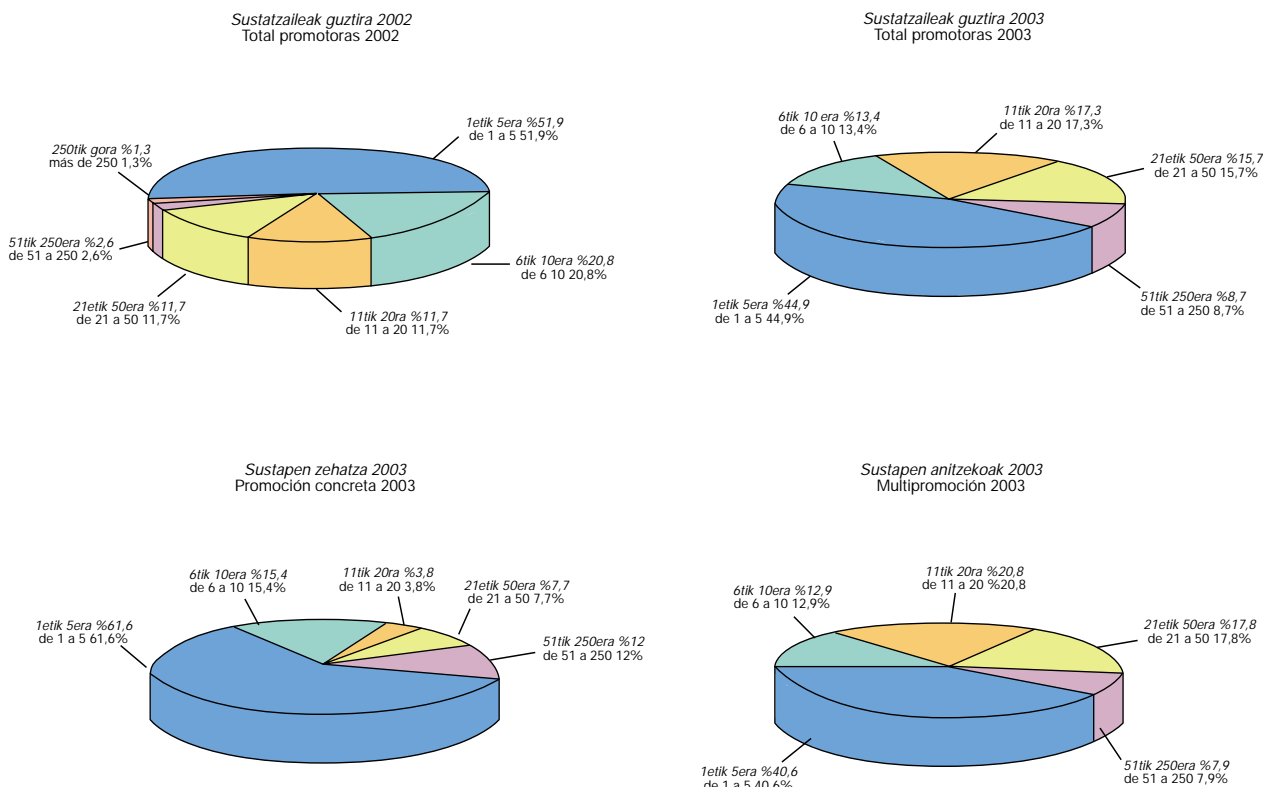 Sustatzaileak guztira 2002
Total promotoras 2002
1etik 5era %51,9
de 1 a 5 51,9%
250tik gora %1,3
más de 250 1,3%
51tik 250era %2,6
de 51 a 250 2,6%
6tik 10era %20,8
de 6 10 20,8%
21etik 50era %11,7
de 21 a 50 11,7%
11tik 20ra %11,7
de 11 a 20 11,7%
Sustatzaileak guztira 2003
Total promotoras 2003
6tik 10 era %13,4
de 6 a 10 13,4%
11tik 20ra %17,3
de 11 a 20 17,3%
21etik 50era %15,7
de 21 a 50 15,7%
1etik 5era %44,9
de 1 a 5 44,9%
51tik 250era %8,7
de 51 a 250 8,7%
Sustapen zehatza 2003
Promoción concreta 2003
6tik 10era %15,4
de 6 a 10 15,4%
11tik 20ra %3,8
de 11 a 20 3,8%
21etik 50era %7,7
de 21 a 50 7,7%
1etik 5era %61,6
de 1 a 5 61,6%
51tik 250era %12
de 51 a 250 12%
Sustapen anitzekoak 2003
Multipromoción 2003
11tik 20ra %20,8
de 11 a 20 %20,8
6tik 10era %12,9
de 6 a 10 12,9%
21etik 50era %17,8
de 21 a 50 17,8%
1etik 5era %40,6
de 1 a 5 40,6%
51tik 250era %7,9
de 51 a 250 7,9%